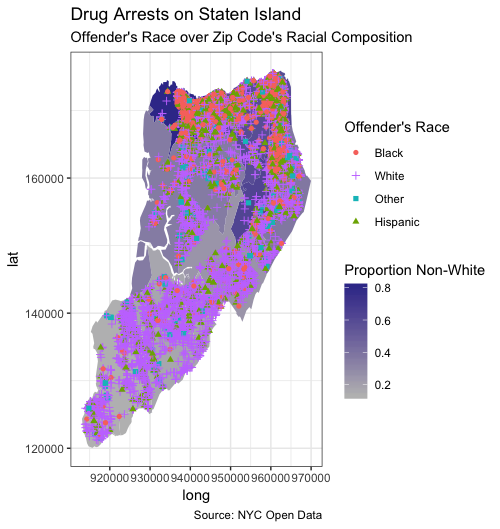 Drug Arrests on Staten Island
Offender's Race over Zip Code's Racial Composition
160000
140000
120000
lat
920000 930000 940000 950000 960000 970000
long
Source: NYC Open Data
Offender's Race
Black
White
Other
Hispanic
Proportion Non-White
0.8
0.6
0.4
0.2